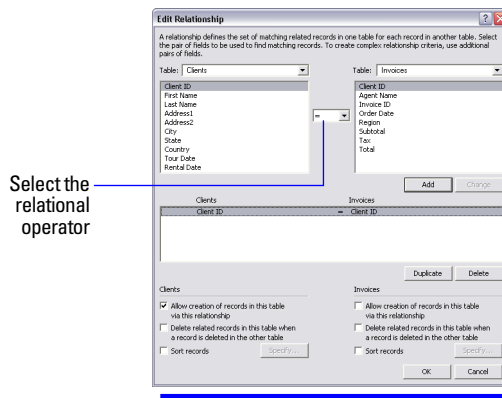 Edit Relationship
A relationship defines the set of matching related records in one table for each record in another table. Select
the pair of fields to be used to find matching records. To create complex relationship criteria, use additional
pairs of fields.
Table: Clients
Table: Invoices
Client ID
First Name
Last Name
Address1
Address2
City
State
Country
Tour Date
Rental Date
=
Client ID
Agent Name
Invoice ID
Order Date
Region
Subtotal
Tax
Total
Select the
relational
operator
Add
Change
Clients Invoices
Client ID = Client ID
Duplicate
Delete
Clients
Allow creation of records in this table
via this relationship
Delete related records in this table when
a record is deleted in the other table
Sort records
Specify...
Invoices
Allow creation of records in this table
via this relationship
Delete related records in this table when
a record is deleted in the other table
Sort records
Specify...
OK
Cancel